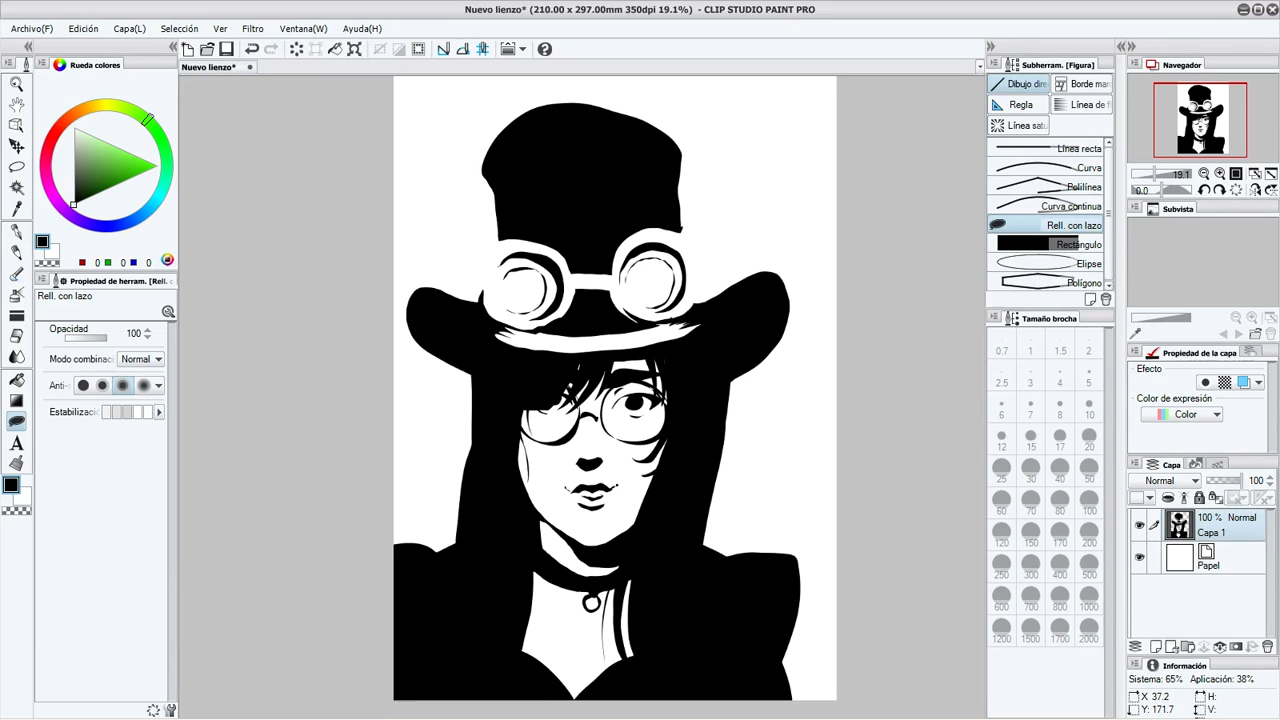 Nuevo lienzo* (210.00 x 297.00mm 350dpi 19.1%) - CLIP STUDIO PAINT PRO
Archivo(F) Edición Capa(L) Selección Ver Filtro Ventana(W) Ayuda(H)
Rueda colores
Nuevo lienzo*
0 0 0
Propiedad de herram. [Rell. c
Rell. con lazo
Opacidad 100
Modo combinac Normal
Anti-
Estabilizaci
A
Subherram. [Figura]
Dibujo dire
Borde mar
Regla
Línea de f
Línea satu
Línea recta
Curva
Polilínea
Curva continua
Rell. con lazo
Rectángulo
Elipse
Polígono
Tamaño brocha
0.7 1 1.5 2
2.5 3 4 5
6 7 8 10
12 15 17 20
25 30 40 50
60 70 80 100
120 150 170 200
250 300 400 500
600 700 800 1000
1200 1500 1700 2000
Navegador
19.1
0.0
Subvista
Propiedad de la capa
Efecto
Color de expresión
Color
Capa
Normal 100
100 % Normal
Capa 1
Papel
Información
Sistema: 65% Aplicación: 38%
X 37.2 H:
Y: 171.7 V: